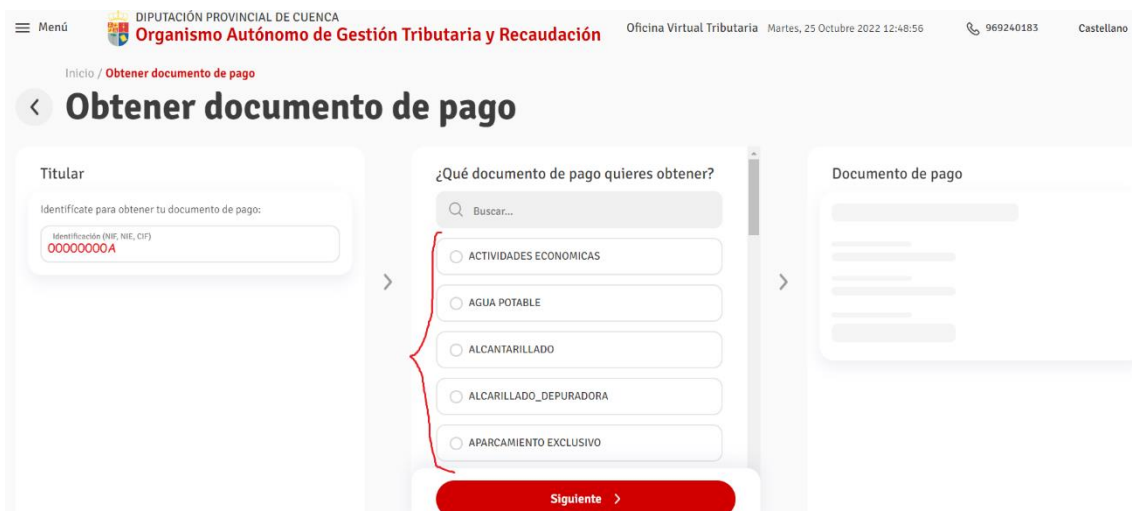 Menú
DIPUTACIÓN PROVINCIAL DE CUENCA
Organismo Autónomo de Gestión Tributaria y Recaudación
Oficina Virtual Tributaria Martes, 25 Octubre 2022 12:48:56
969240183
Castellano
Inicio / Obtener documento de pago
Obtener documento de pago
Titular
Identifícate para obtener tu documento de pago:
Identificación (NIF, NIE, CIF)
00000000A
¿Qué documento de pago quieres obtener?
Buscar...
ACTIVIDADES ECONOMICAS
AGUA POTABLE
ALCANTARILLADO
ALCARILLADO_DEPURADORA
APARCAMIENTO EXCLUSIVO
Siguiente
Documento de pago